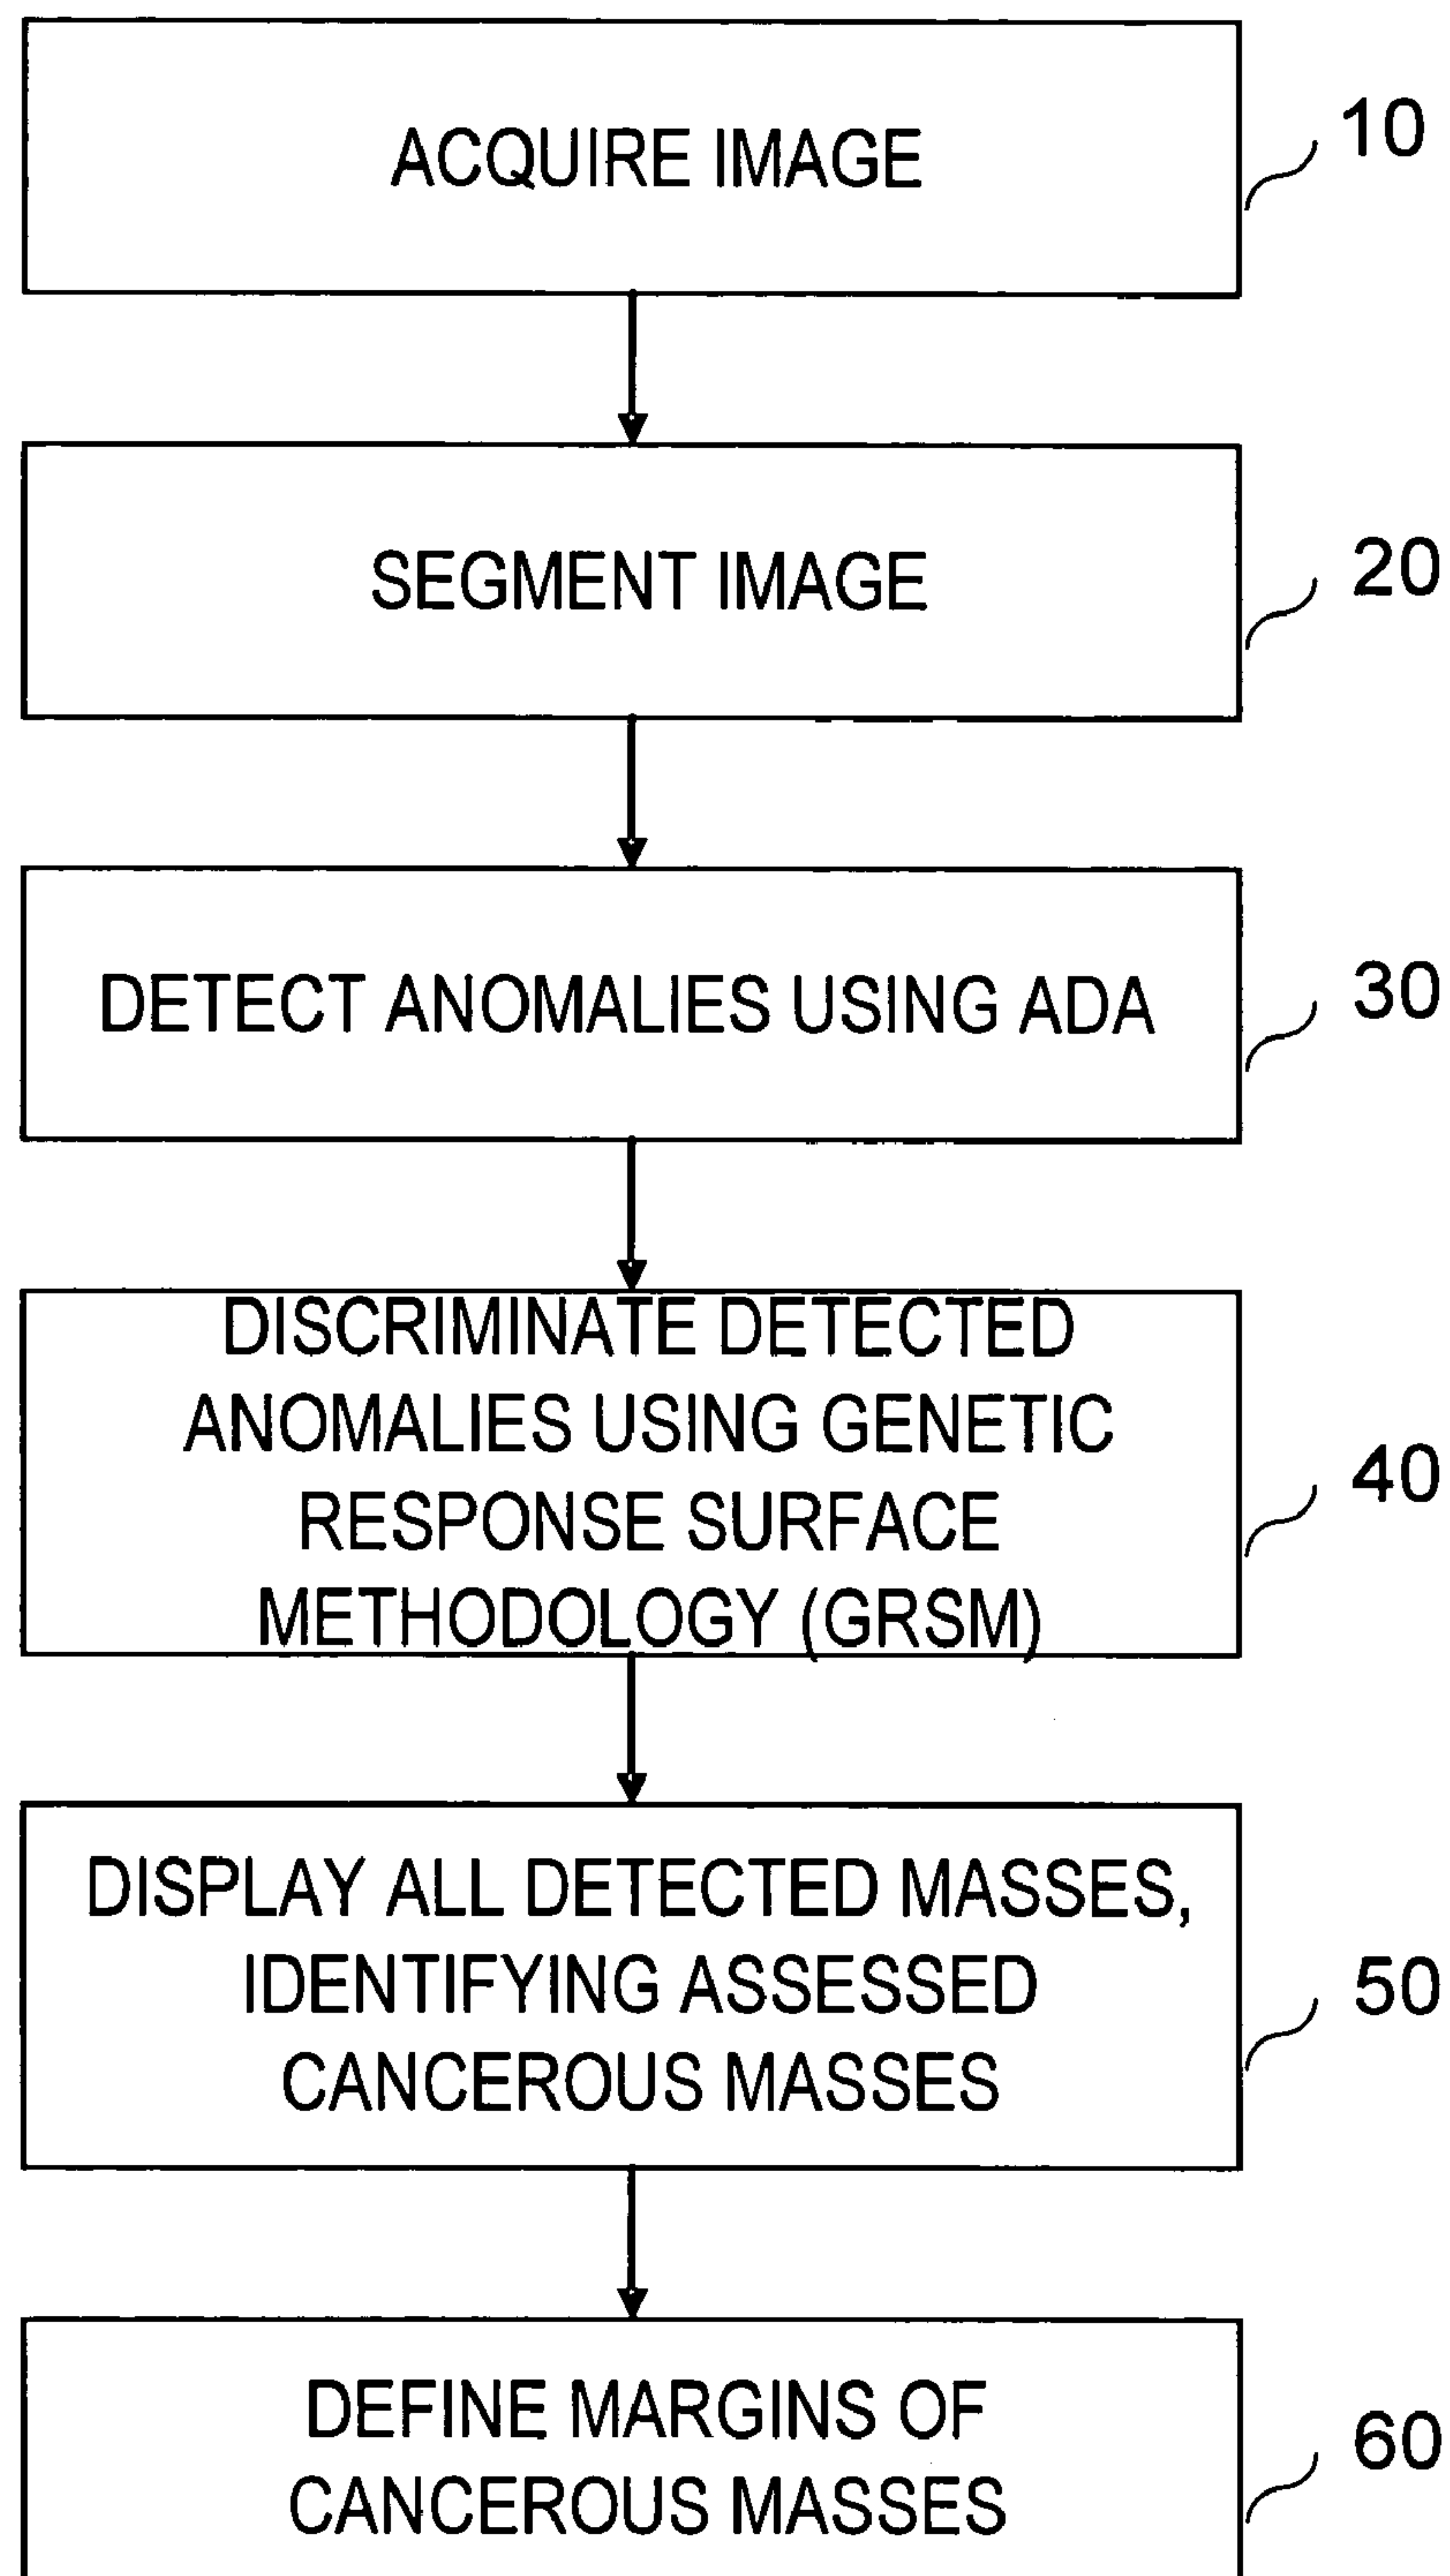 ACQUIRE IMAGE
10
SEGMENT IMAGE
20
DETECT ANOMALIES USING ADA
30
DISCRIMINATE DETECTED
ANOMALIES USING GENETIC
RESPONSE SURFACE
METHODOLOGY (GRSM)
40
DISPLAY ALL DETECTED MASSES,
IDENTIFYING ASSESSED
CANCEROUS MASSES
50
DEFINE MARGINS OF
CANCEROUS MASSES
60